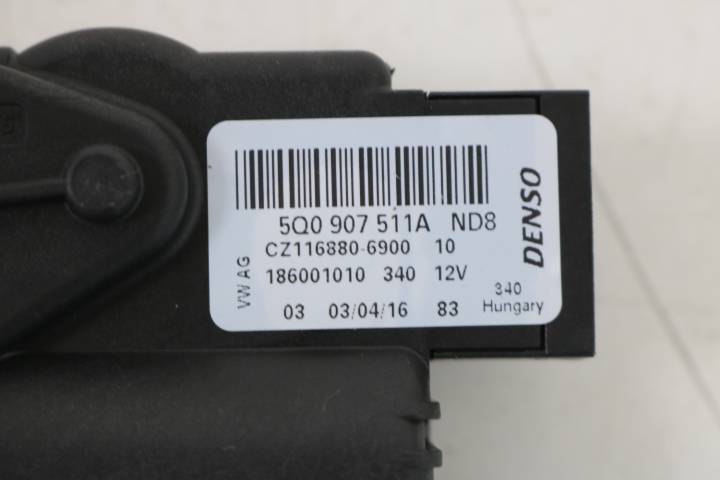 5Q0 907 511A ND8
CZ116880-6900 10
186001010 340 12V
03 03/04/16 83
VW AG
DENSO
340
Hungary